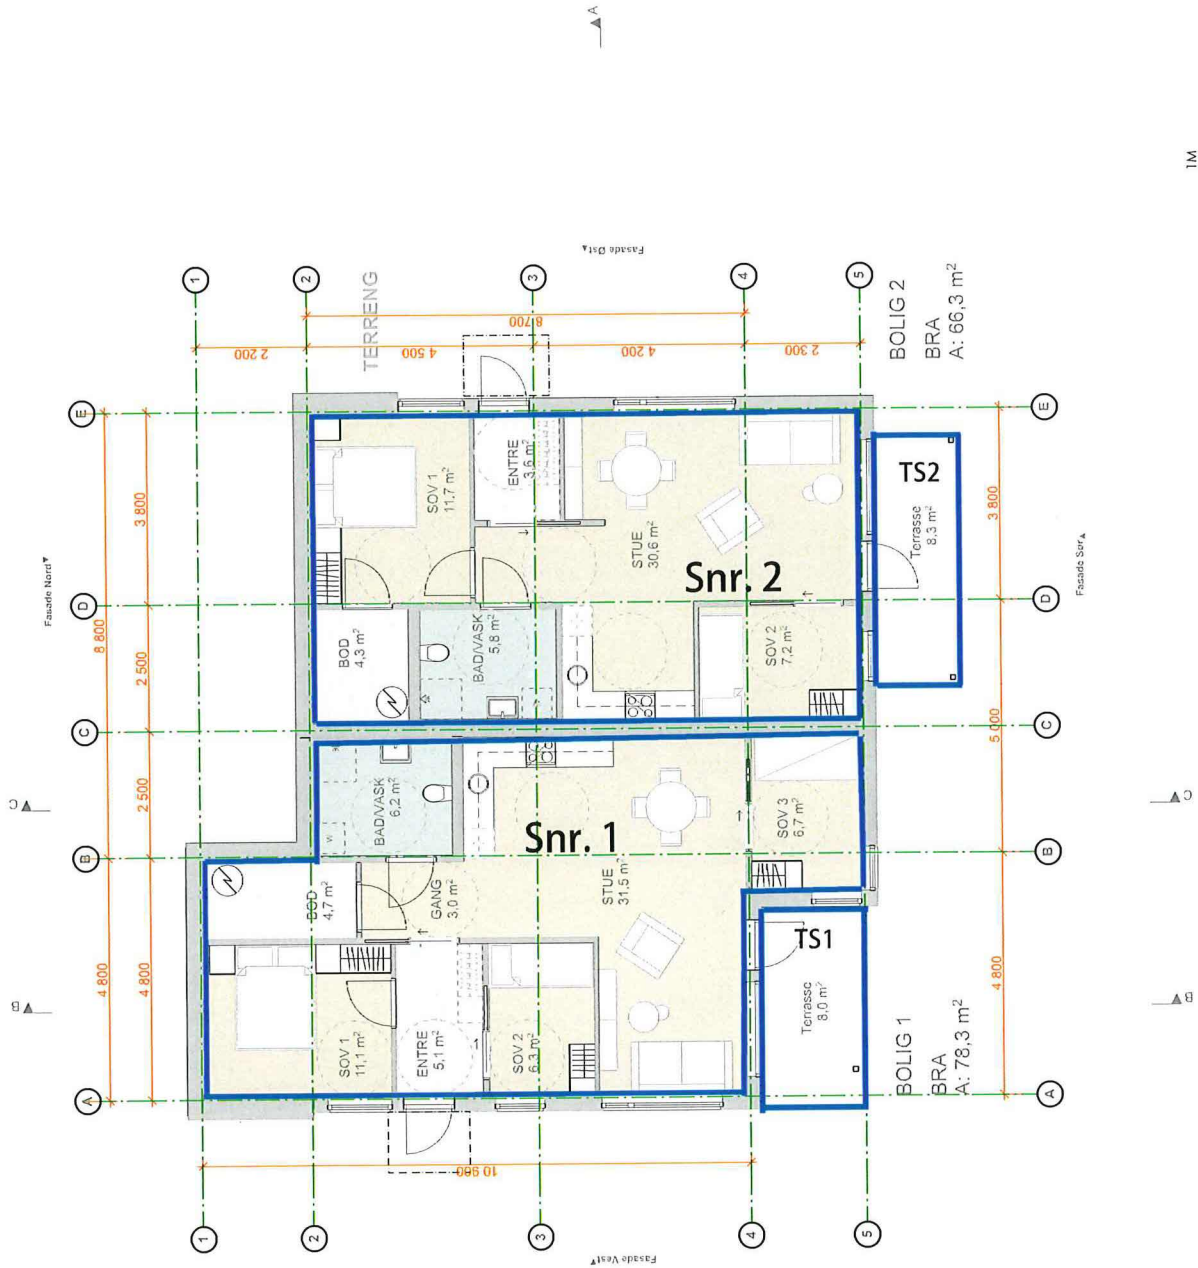 A
1M
Fasade Nord
Fasade Øst
Fasade Sør
Fasade Vest
TERRENG
1
2
3
4
5
2 200
4 500
4 200
2 300
8 700
E
D
C
B
A
8 800
4 800
3 800
2 500
2 500
4 800
SOV 1
11,7 m²
ENTRE
3,6 m²
BOD
4,3 m²
BAD/VASK
5,8 m²
STUE
30,6 m²
Snr. 2
SOV 2
7,2 m²
TS2
Terrasse
8,3 m²
BOLIG 2
BRA
A: 66,3 m²
BAD/VASK
6,2 m²
W
BOD
4,7 m²
GANG
3,0 m²
Snr. 1
STUE
31,5 m²
SOV 3
6,7 m²
SOV 1
11,1 m²
ENTRE
5,1 m²
SOV 2
6,3 m²
TS1
Terrasse
8,0 m²
BOLIG 1
BRA
A: 78,3 m²
E
D
C
B
A
3 800
5 000
4 800
10 900
1
2
3
4
5
C
B
C
B